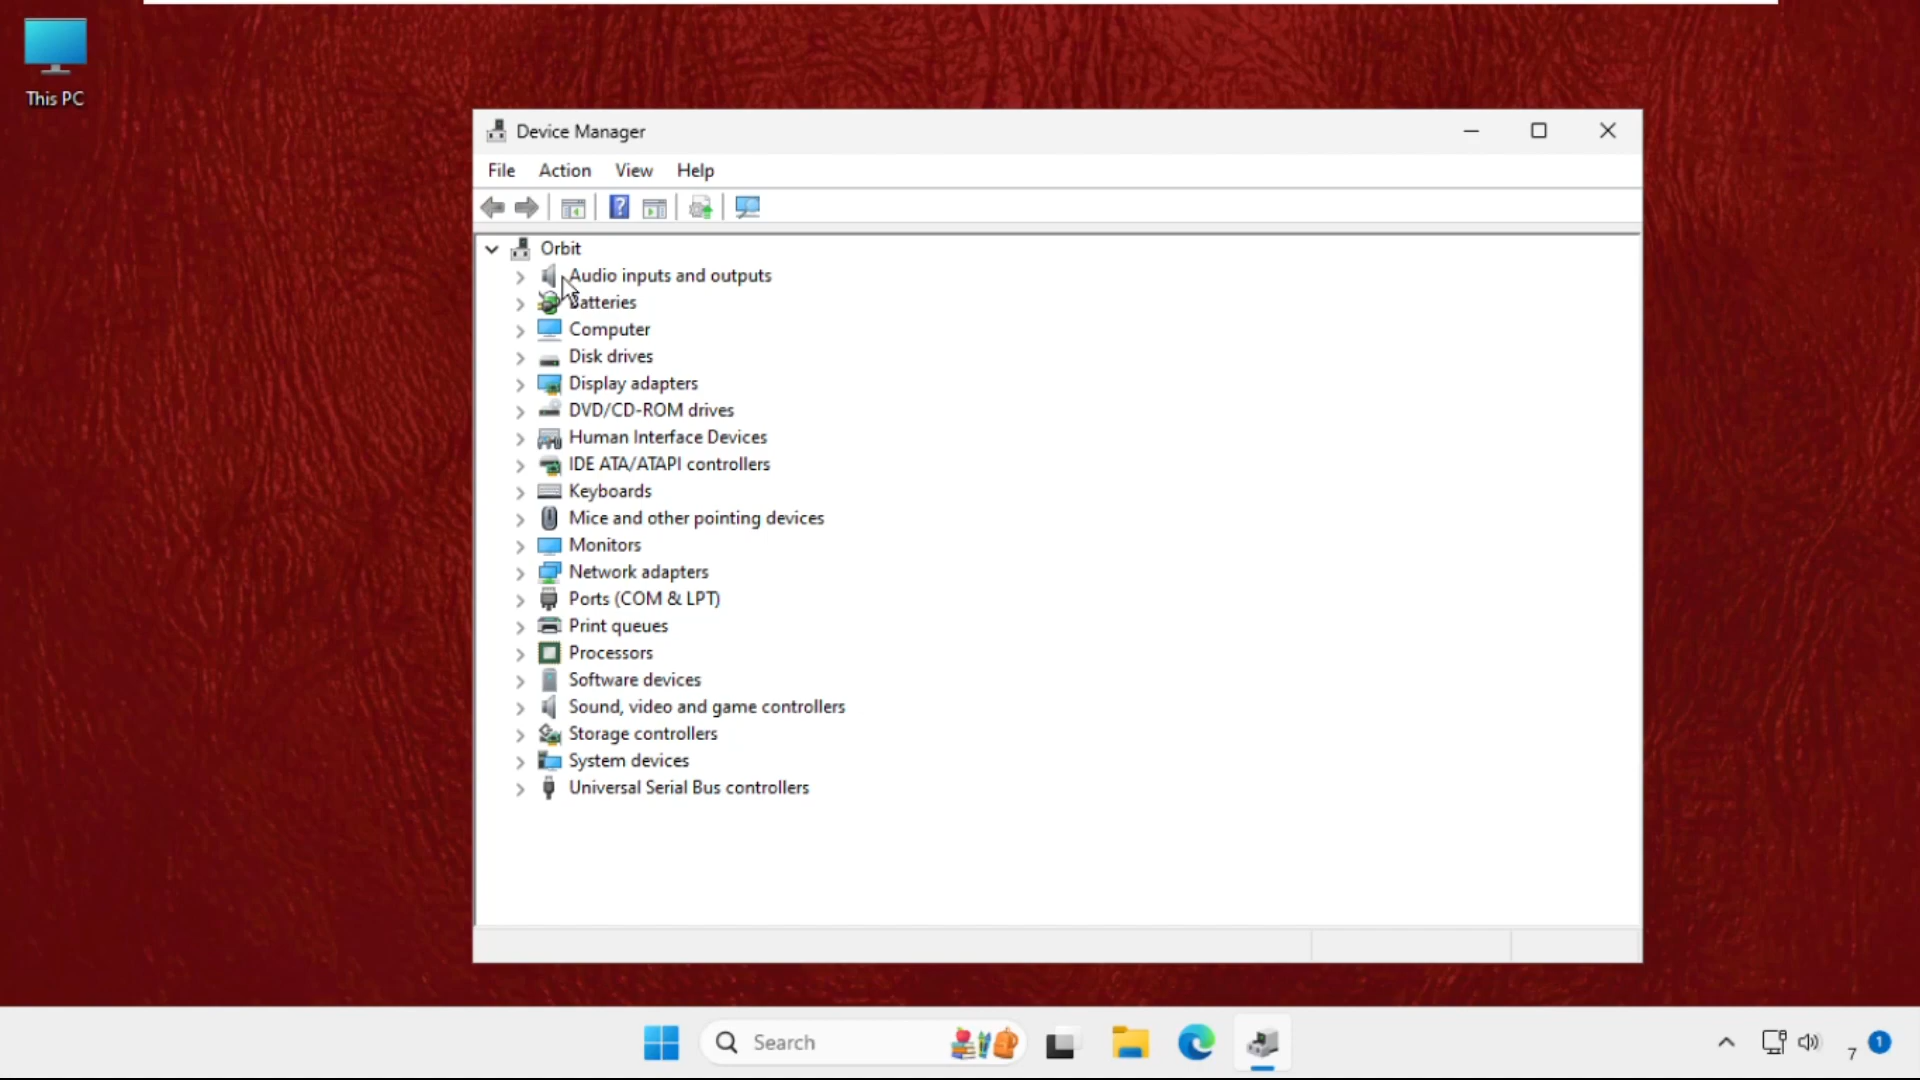 This PC
Device Manager
File Action View Help
Orbit
Audio inputs and outputs
Batteries
Computer
Disk drives
Display adapters
DVD/CD-ROM drives
Human Interface Devices
IDE ATA/ATAPI controllers
Keyboards
Mice and other pointing devices
Monitors
Network adapters
Ports (COM & LPT)
Print queues
Processors
Software devices
Sound, video and game controllers
Storage controllers
System devices
Universal Serial Bus controllers
Search
7
1